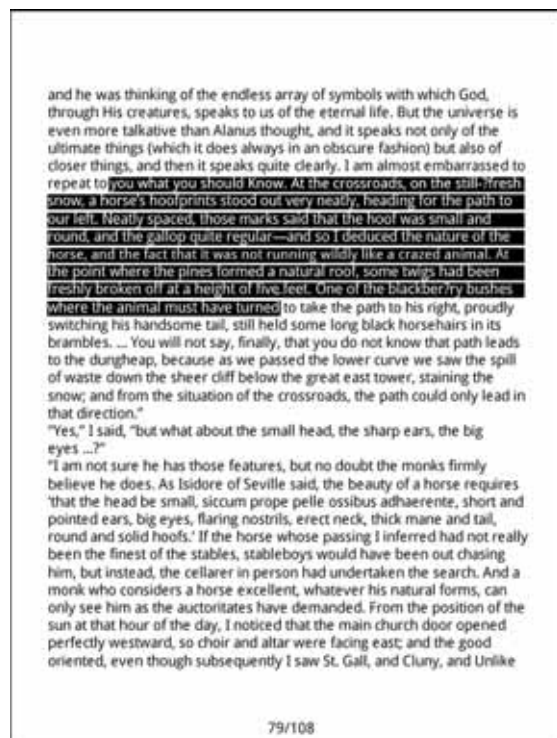 and he was thinking of the endless array of symbols with which God,
through His creatures, speaks to us of the eternal life. But the universe is
even more talkative than Alanus thought, and it speaks not only of the
ultimate things (which it does always in an obscure fashion) but also of
closer things, and then it speaks quite clearly. I am almost embarrassed to
repeat to you what you should Know. At the crossroads, on the still-?fresh
snow, a horse's hoofprints stood out very neatly, heading for the path to
our left. Neatly spaced, those marks said that the hoof was small and
round, and the gallop quite regular—and so I deduced the nature of the
horse, and the fact that it was not running wildly like a crazed animal. At
the point where the pines formed a natural roof, some twigs had been
freshly broken off at a height of five feet. One of the blackber?ry bushes
where the animal must have turned to take the path to his right, proudly
switching his handsome tail, still held some long black horsehairs in its
brambles. ... You will not say, finally, that you do not know that path leads
to the dungheap, because as we passed the lower curve we saw the spill
of waste down the sheer cliff below the great east tower, staining the
snow; and from the situation of the crossroads, the path could only lead in
that direction."
"Yes," I said, "but what about the small head, the sharp ears, the big
eyes ...?"
"I am not sure he has those features, but no doubt the monks firmly
believe he does. As Isidore of Seville said, the beauty of a horse requires
'that the head be small, siccum prope pelle ossibus adhaerente, short and
pointed ears, big eyes, flaring nostrils, erect neck, thick mane and tail,
round and solid hoofs.' If the horse whose passing I inferred had not really
been the finest of the stables, stableboys would have been out chasing
him, but instead, the cellarer in person had undertaken the search. And a
monk who considers a horse excellent, whatever his natural forms, can
only see him as the auctoritates have demanded. From the position of the
sun at that hour of the day, I noticed that the main church door opened
perfectly westward, so choir and altar were facing east; and the good
oriented, even though subsequently I saw St. Gall, and Cluny, and Unlike
79/108